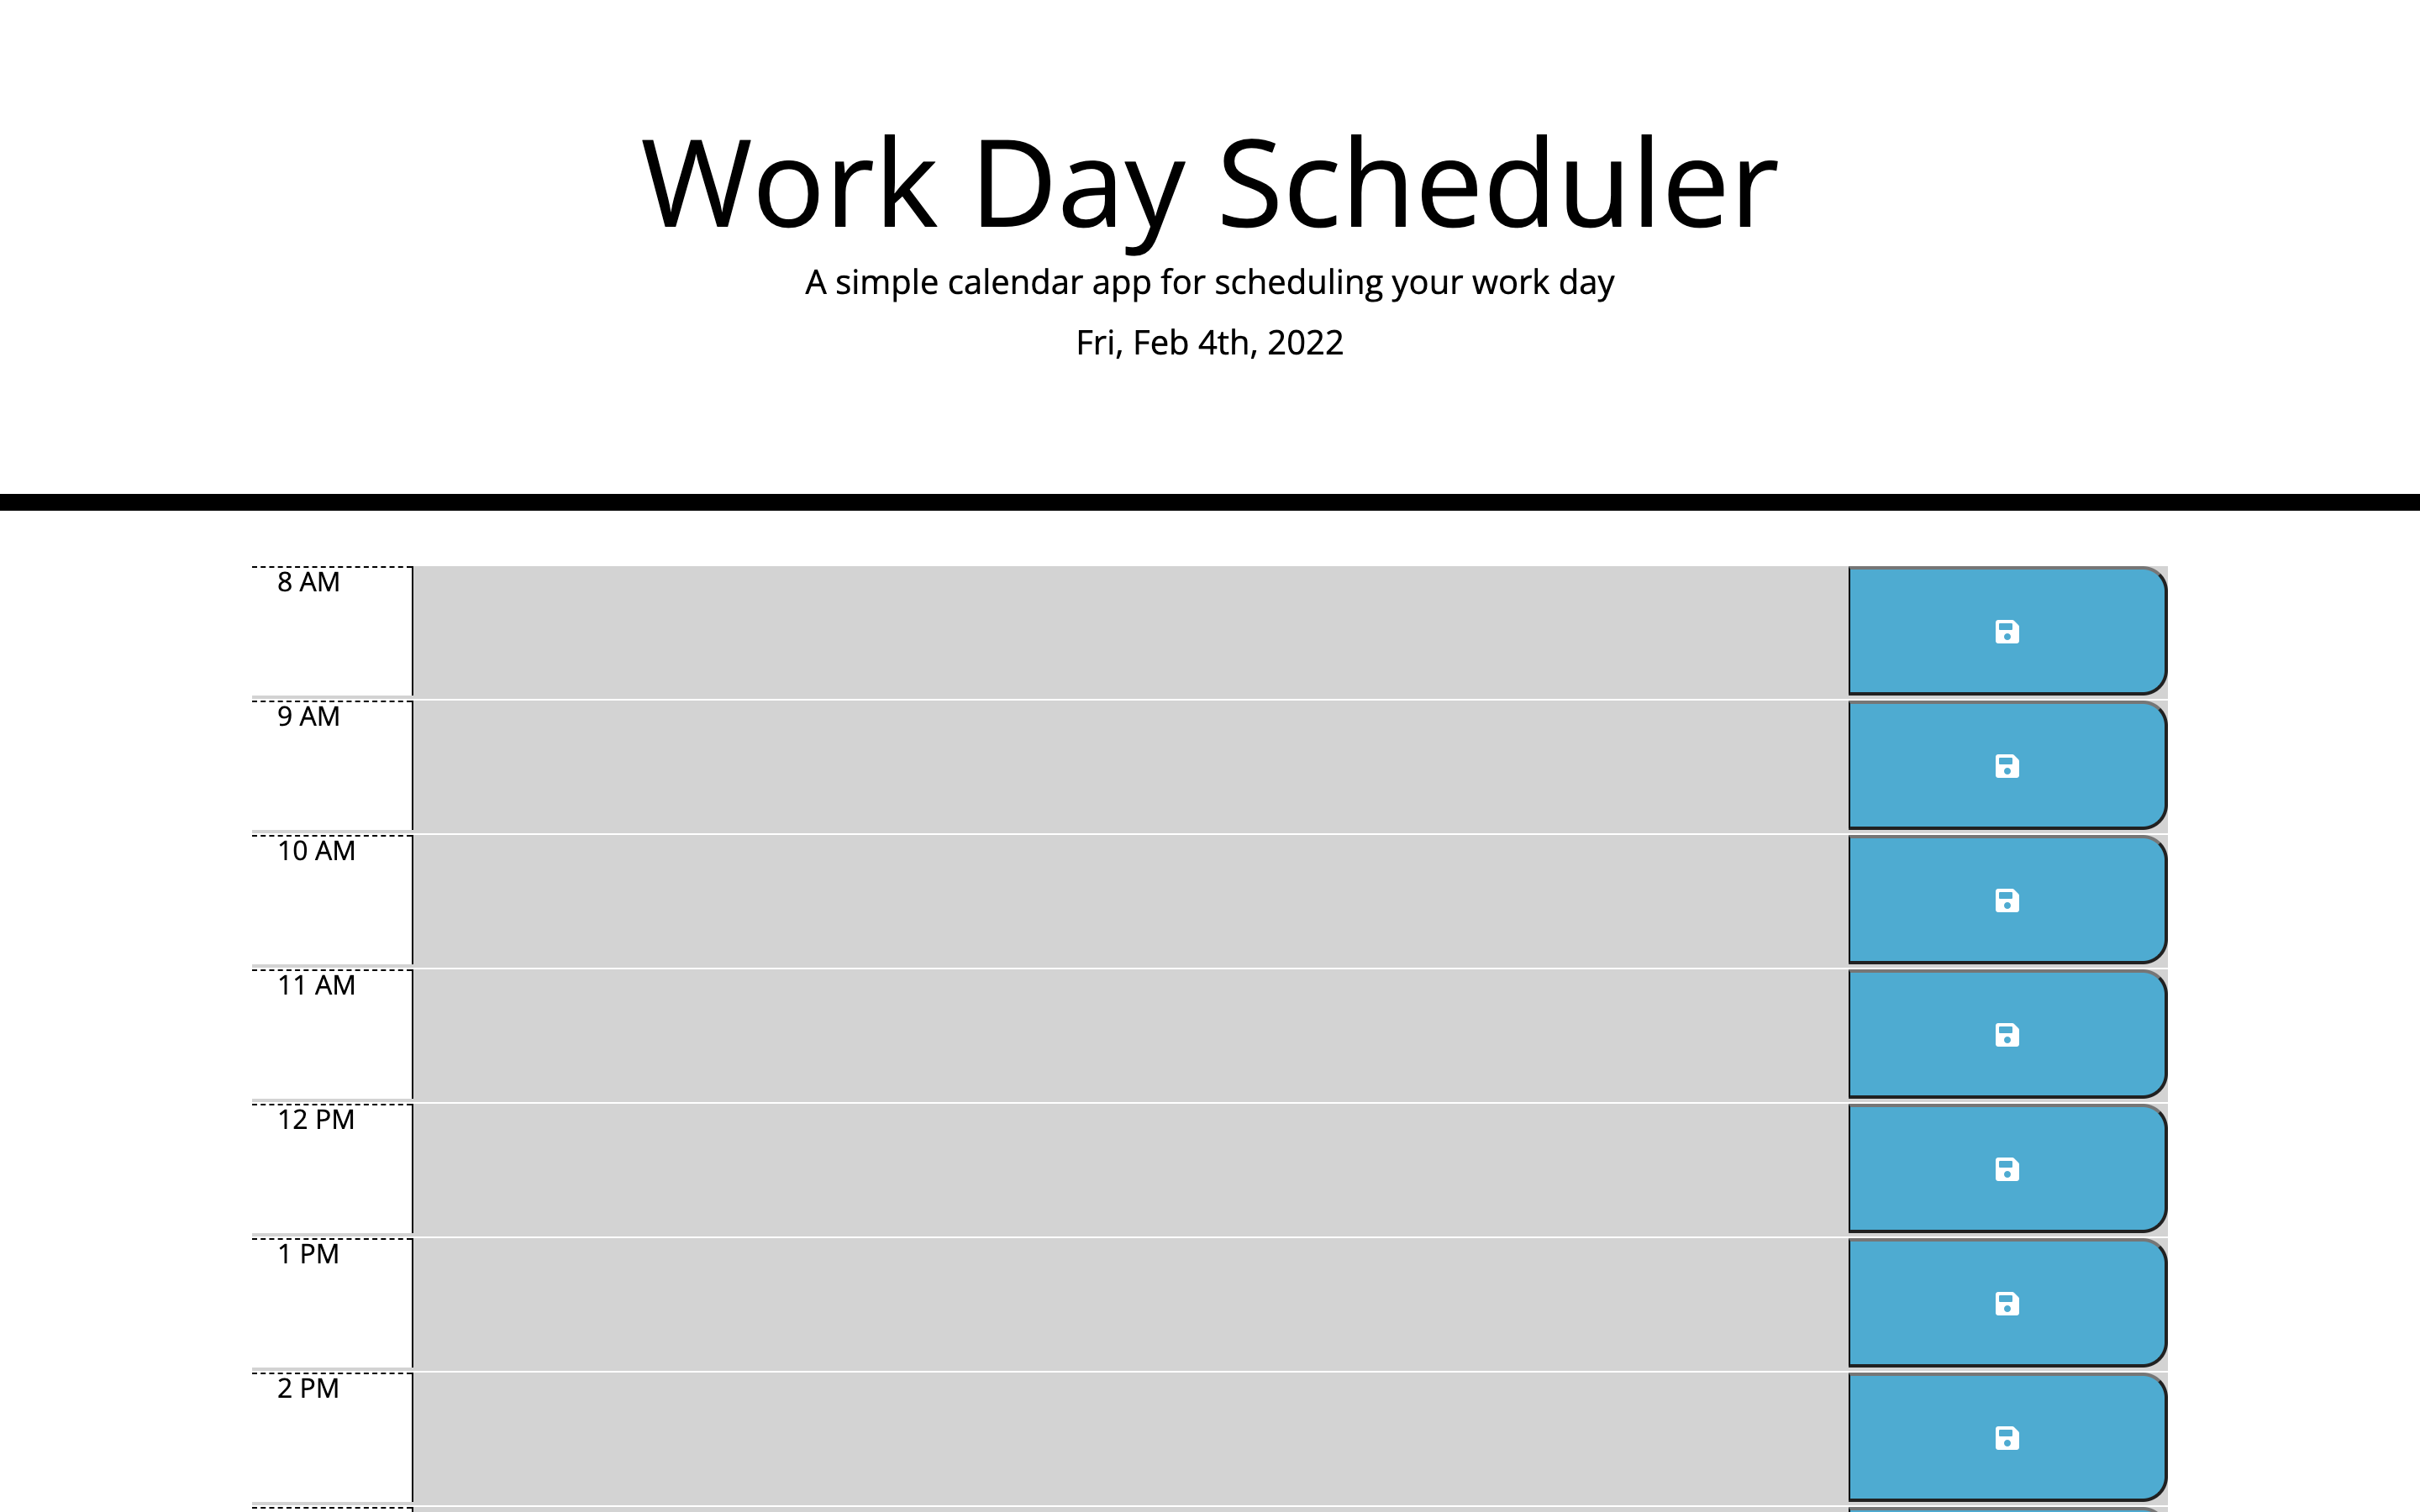 Work Day Scheduler
A simple calendar app for scheduling your work day
Fri, Feb 4th, 2022
8 AM
9 AM
10 AM
11 AM
12 PM
1 PM
2 PM